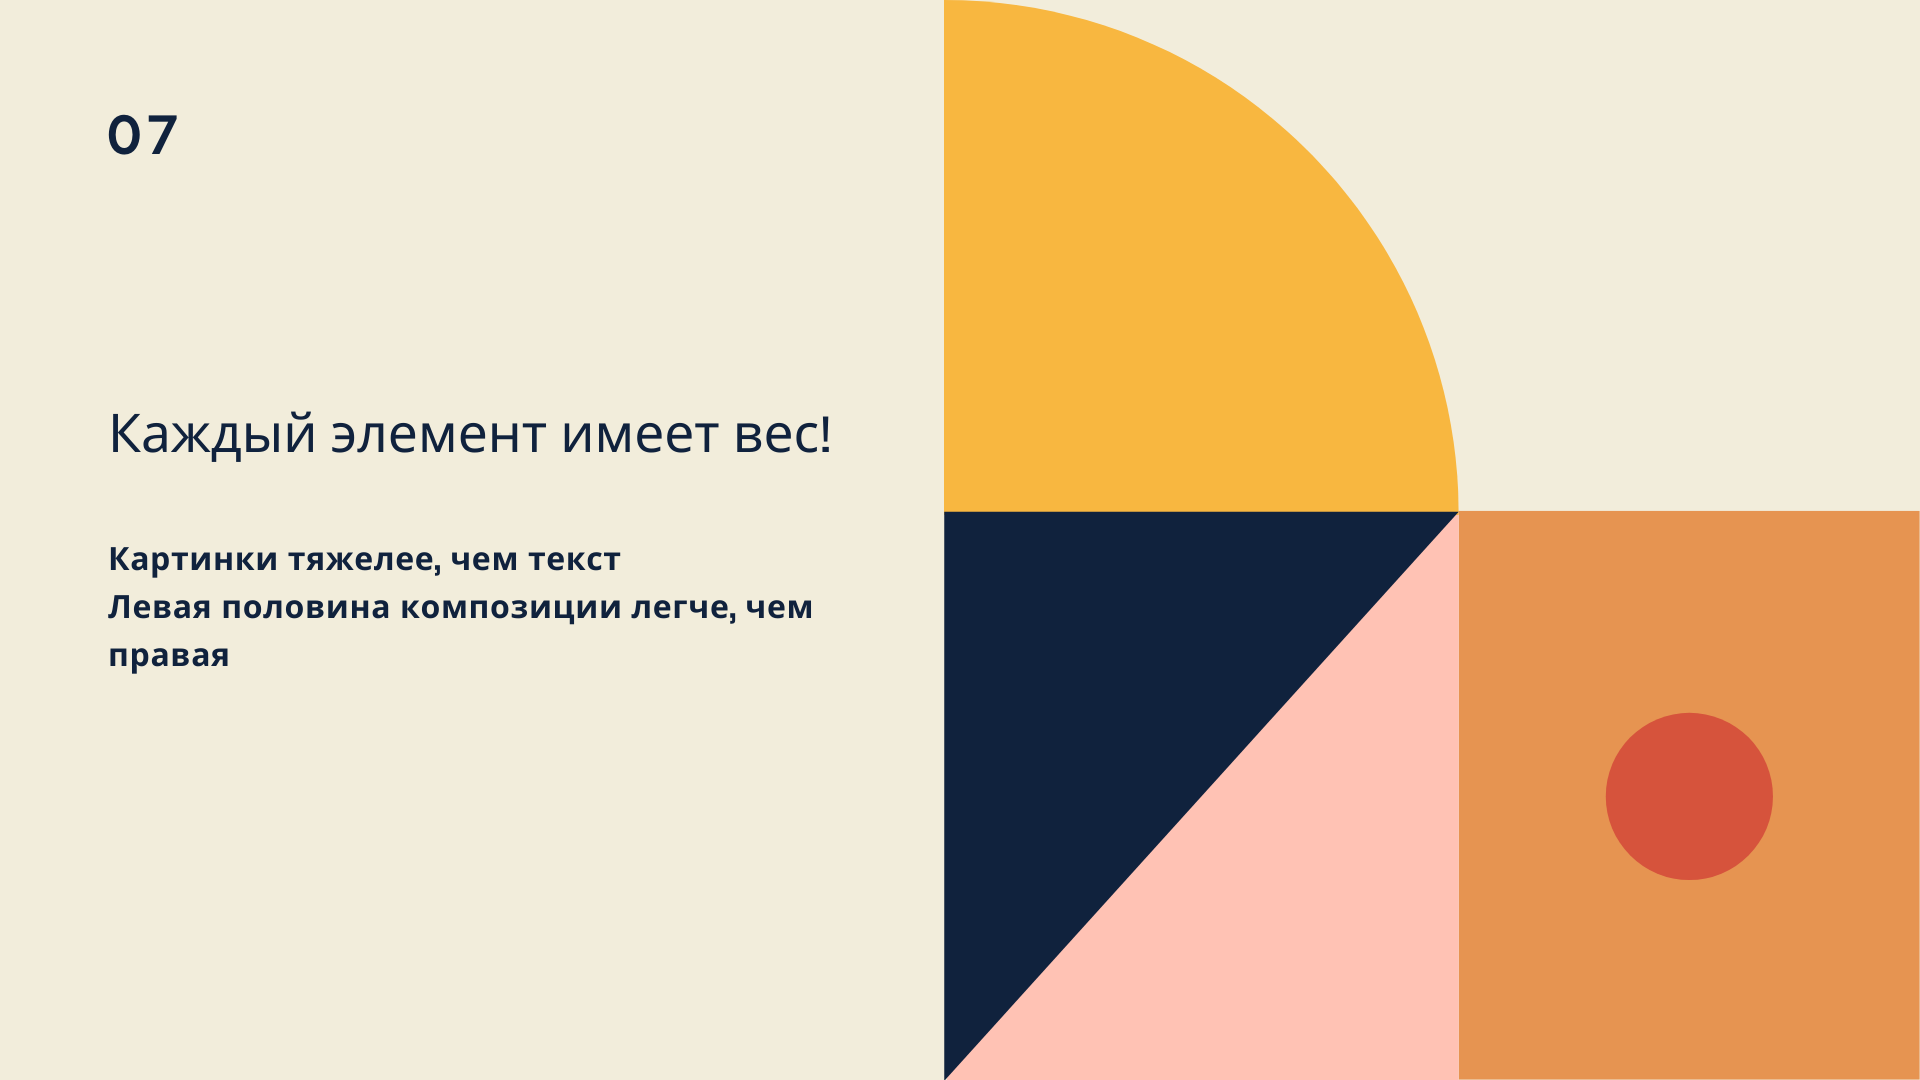 07
Каждый элемент имеет вес!
Картинки тяжелее, чем текст
Левая половина композиции легче, чем
правая